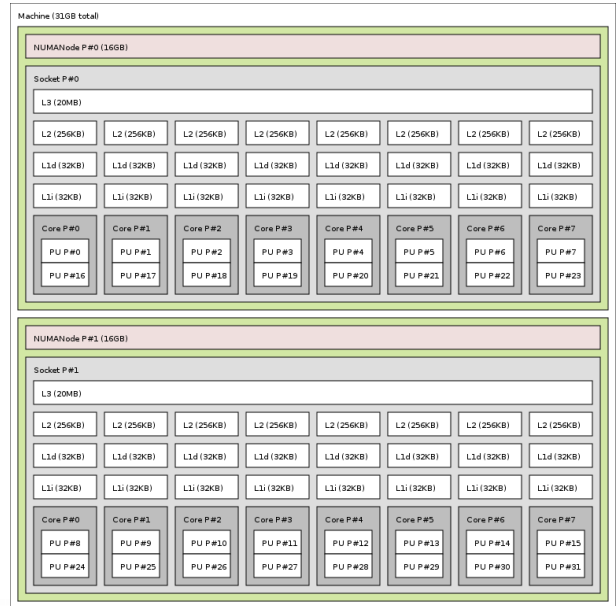 Machine (31GB total)
NUMANode P#0 (16GB)
Socket P#0
L3 (20MB)
L2 (256KB) L2 (256KB) L2 (256KB) L2 (256KB) L2 (256KB) L2 (256KB) L2 (256KB) L2 (256KB)
L1d (32KB) L1d (32KB) L1d (32KB) L1d (32KB) L1d (32KB) L1d (32KB) L1d (32KB) L1d (32KB)
L1i (32KB) L1i (32KB) L1i (32KB) L1i (32KB) L1i (32KB) L1i (32KB) L1i (32KB) L1i (32KB)
Core P#0 Core P#1 Core P#2 Core P#3 Core P#4 Core P#5 Core P#6 Core P#7
PU P#0 PU P#1 PU P#2 PU P#3 PU P#4 PU P#5 PU P#6 PU P#7
PU P#16 PU P#17 PU P#18 PU P#19 PU P#20 PU P#21 PU P#22 PU P#23
NUMANode P#1 (16GB)
Socket P#1
L3 (20MB)
L2 (256KB) L2 (256KB) L2 (256KB) L2 (256KB) L2 (256KB) L2 (256KB) L2 (256KB) L2 (256KB)
L1d (32KB) L1d (32KB) L1d (32KB) L1d (32KB) L1d (32KB) L1d (32KB) L1d (32KB) L1d (32KB)
L1i (32KB) L1i (32KB) L1i (32KB) L1i (32KB) L1i (32KB) L1i (32KB) L1i (32KB) L1i (32KB)
Core P#0 Core P#1 Core P#2 Core P#3 Core P#4 Core P#5 Core P#6 Core P#7
PU P#8 PU P#9 PU P#10 PU P#11 PU P#12 PU P#13 PU P#14 PU P#15
PU P#24 PU P#25 PU P#26 PU P#27 PU P#28 PU P#29 PU P#30 PU P#31